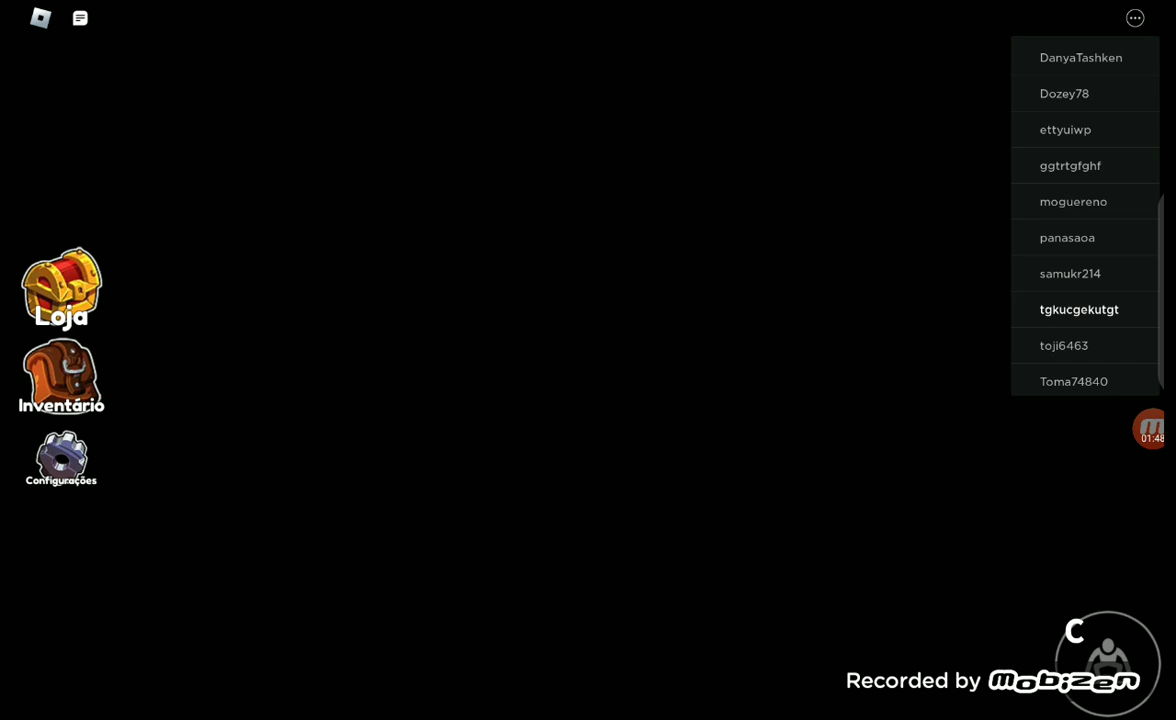 DanyaTashken
Dozey78
ettyuiwp
ggtrtgfghf
moguereno
panasaoa
samukr214
tgkucgekutgt
toji6463
Toma74840
Loja
Inventário
Configurações
01:48
C
Recorded by mobizen